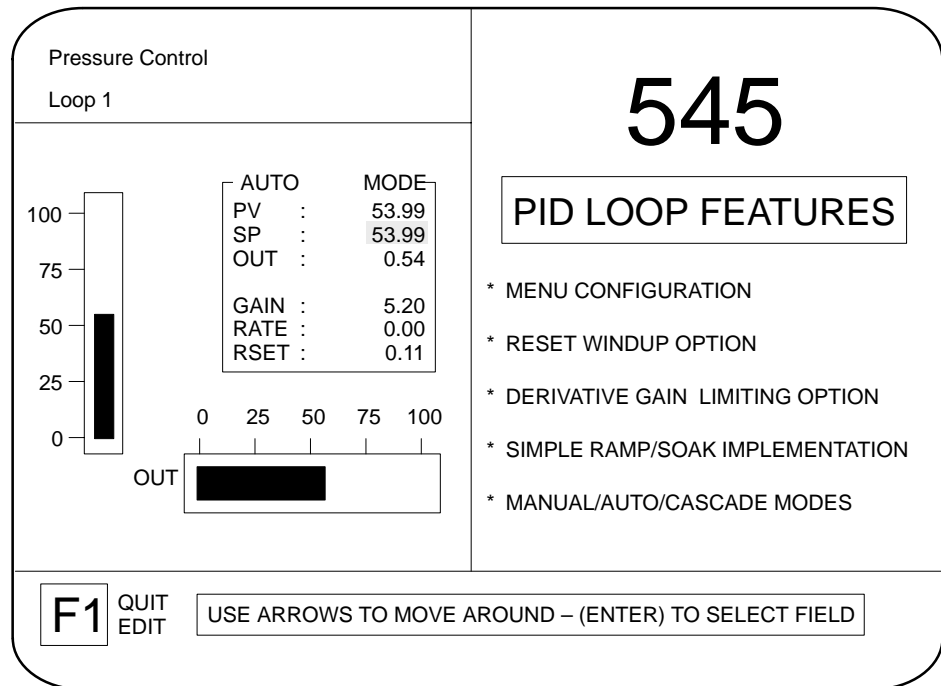 Pressure Control
Loop 1
100
75
50
25
0
AUTO MODE
PV : 53.99
SP : 53.99
OUT : 0.54
GAIN : 5.20
RATE : 0.00
RSET : 0.11
0 25 50 75 100
OUT
545
PID LOOP FEATURES
* MENU CONFIGURATION
* RESET WINDUP OPTION
* DERIVATIVE GAIN LIMITING OPTION
* SIMPLE RAMP/SOAK IMPLEMENTATION
* MANUAL/AUTO/CASCADE MODES
F1
QUIT
EDIT
USE ARROWS TO MOVE AROUND – (ENTER) TO SELECT FIELD